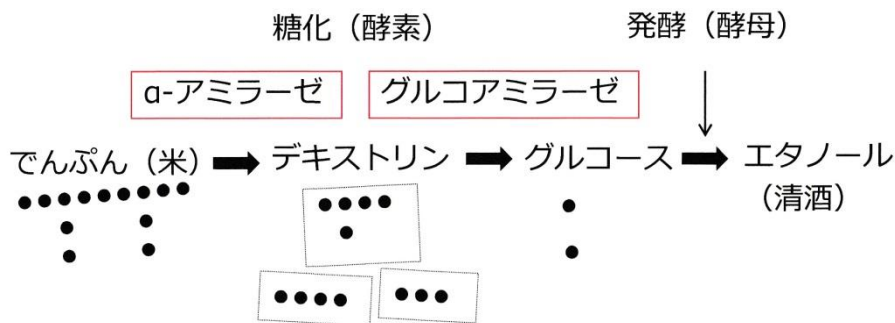 糖化（酵素）
発酵（酵母）
α-アミラーゼ
グルコアミラーゼ
でんぷん（米）
デキストリン
グルコース
エタノール
（清酒）